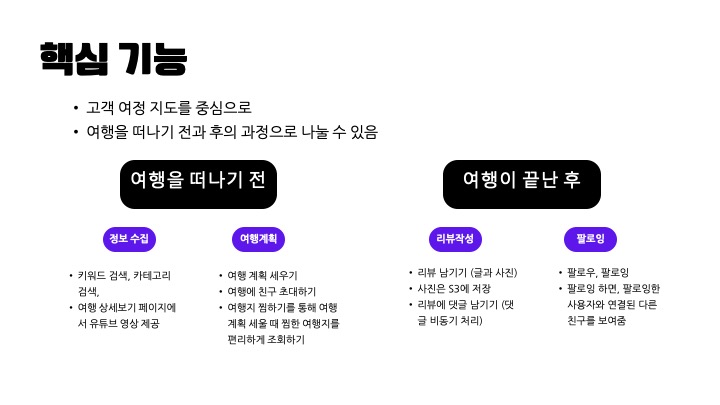 핵심 기능
• 고객 여정 지도를 중심으로
• 여행을 떠나기 전과 후의 과정으로 나눌 수 있음
여행을 떠나기 전
정보 수집
• 키워드 검색, 카테고리
검색,
• 여행 상세보기 페이지에
서 유튜브 영상 제공
여행계획
• 여행 계획 세우기
• 여행에 친구 초대하기
• 여행지 찜하기를 통해 여행
계획 세울 때 찜한 여행지를
편리하게 조회하기
여행이 끝난 후
리뷰작성
• 리뷰 남기기 (글과 사진)
• 사진은 S3에 저장
• 리뷰에 댓글 남기기 (댓
글 비동기 처리)
팔로잉
• 팔로우, 팔로잉
• 팔로잉 하면, 팔로잉한
사용자와 연결된 다른
친구를 보여줌